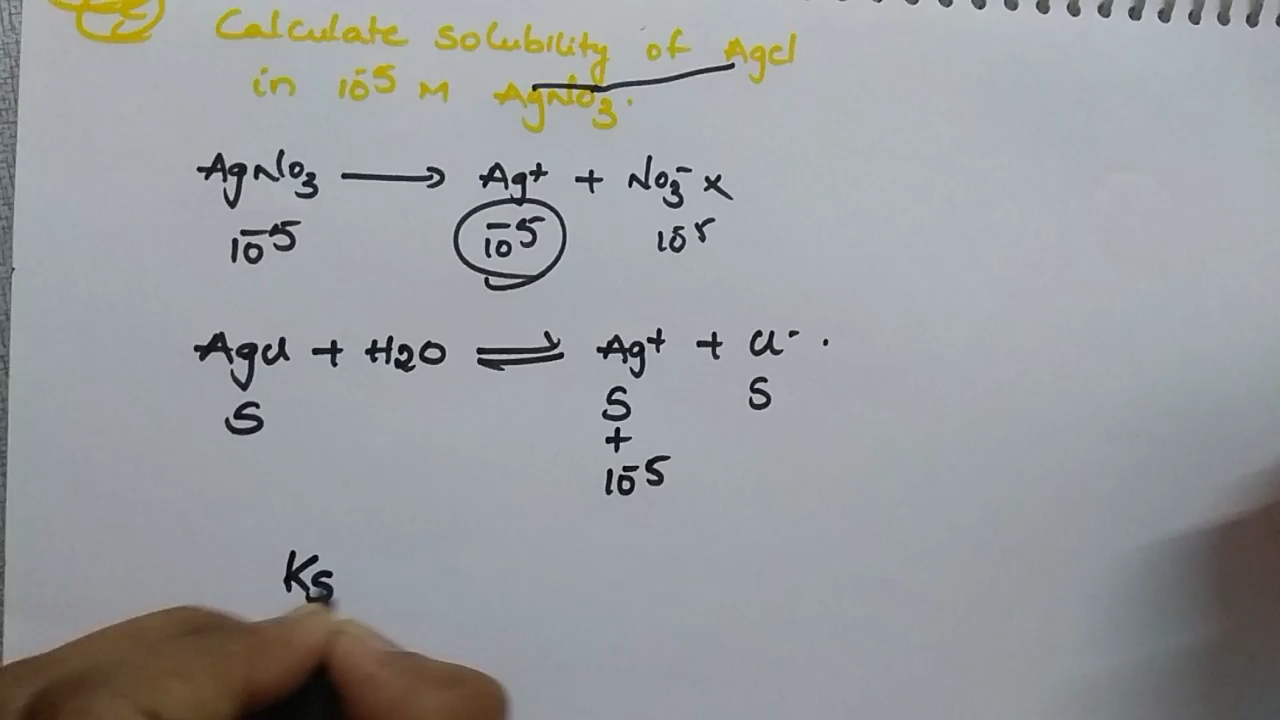 Calculate solubility of Agcl
in 10⁻⁵ M AgNO₃.
AgNO₃ ⟶ Ag⁺ + NO₃⁻ x
10⁻⁵ 10⁻⁵ 10⁻⁵
Agcl + H2O ⇌ Ag⁺ + cl⁻ .
S S S
+
10⁻⁵
Ks